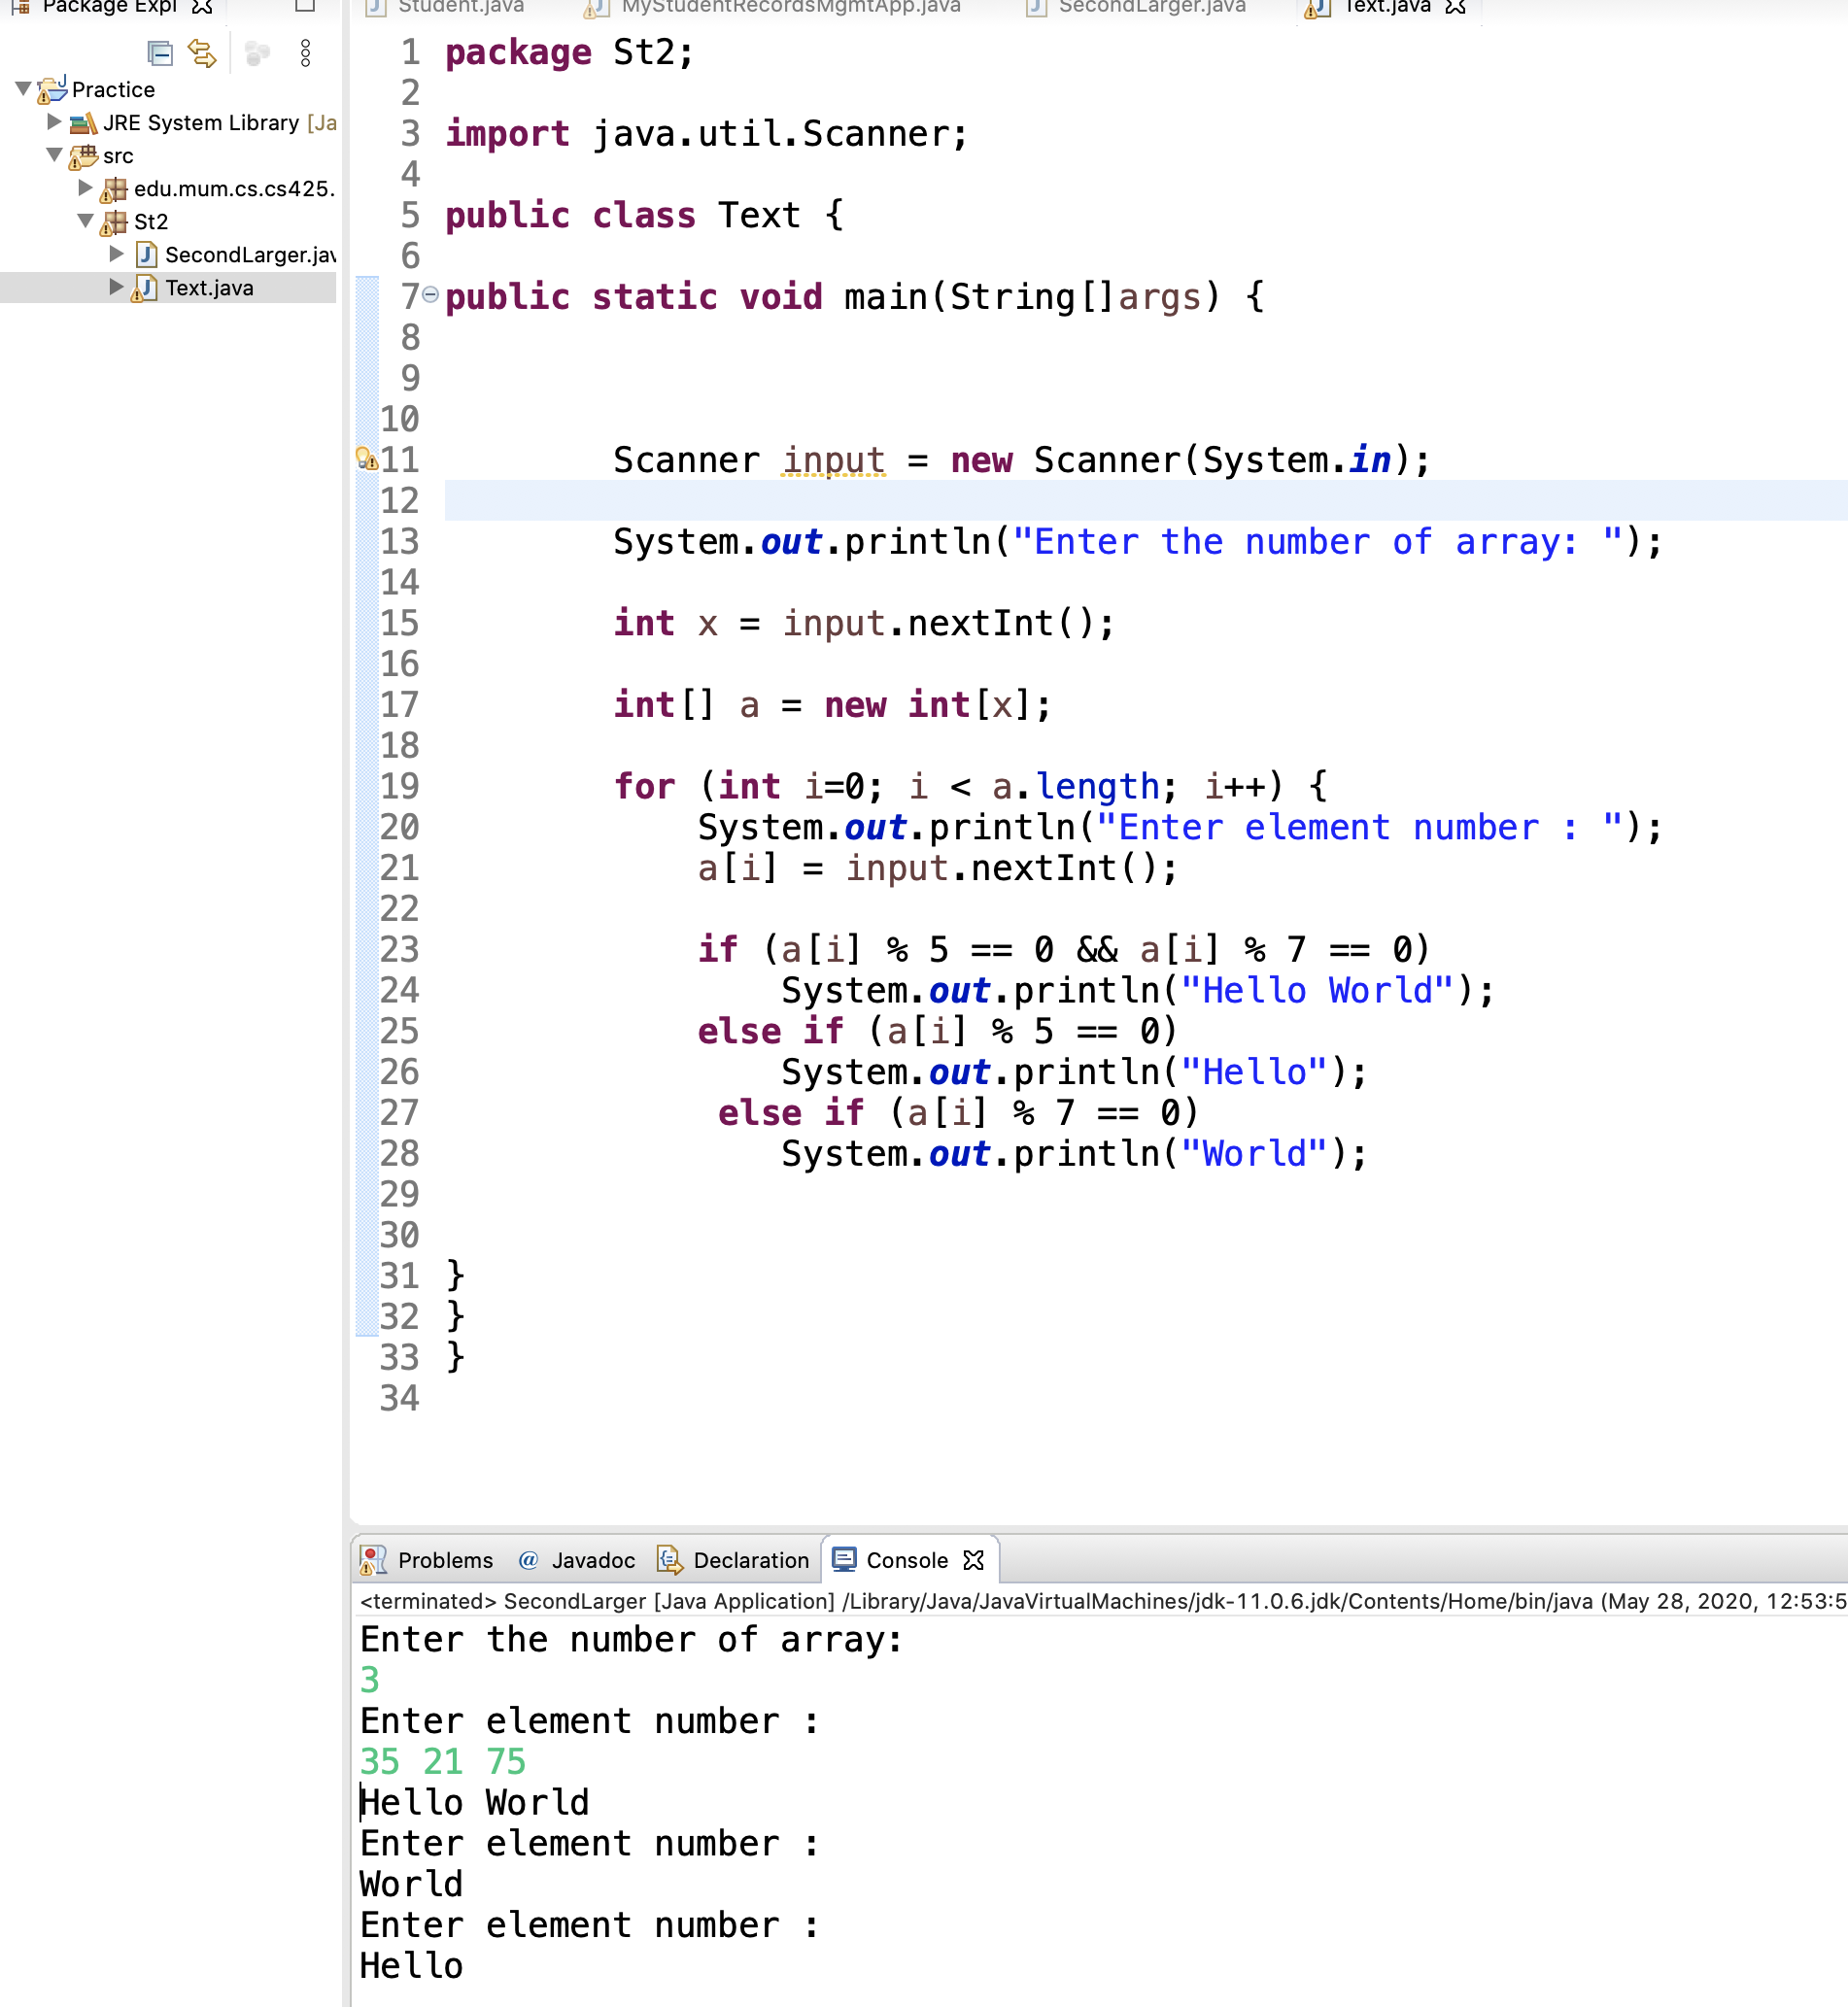 Package Expl
Student.java
MyStudentRecordsMgmtApp.java
SecondLarger.java
Text.java
Practice
JRE System Library [Ja
src
edu.mum.cs.cs425.
St2
SecondLarger.jav
Text.java
1 package St2;
2
3 import java.util.Scanner;
4
5 public class Text {
6
7 public static void main(String[]args) {
8
9
10
11 Scanner input = new Scanner(System.in);
12
13 System.out.println("Enter the number of array: ");
14
15 int x = input.nextInt();
16
17 int[] a = new int[x];
18
19 for (int i=0; i < a.length; i++) {
20 System.out.println("Enter element number : ");
21 a[i] = input.nextInt();
22
23 if (a[i] % 5 == 0 && a[i] % 7 == 0)
24 System.out.println("Hello World");
25 else if (a[i] % 5 == 0)
26 System.out.println("Hello");
27 else if (a[i] % 7 == 0)
28 System.out.println("World");
29
30
31 }
32 }
33 }
34
Problems @ Javadoc Declaration Console
<terminated> SecondLarger [Java Application] /Library/Java/JavaVirtualMachines/jdk-11.0.6.jdk/Contents/Home/bin/java (May 28, 2020, 12:53:5
Enter the number of array:
3
Enter element number :
35 21 75
Hello World
Enter element number :
World
Enter element number :
Hello